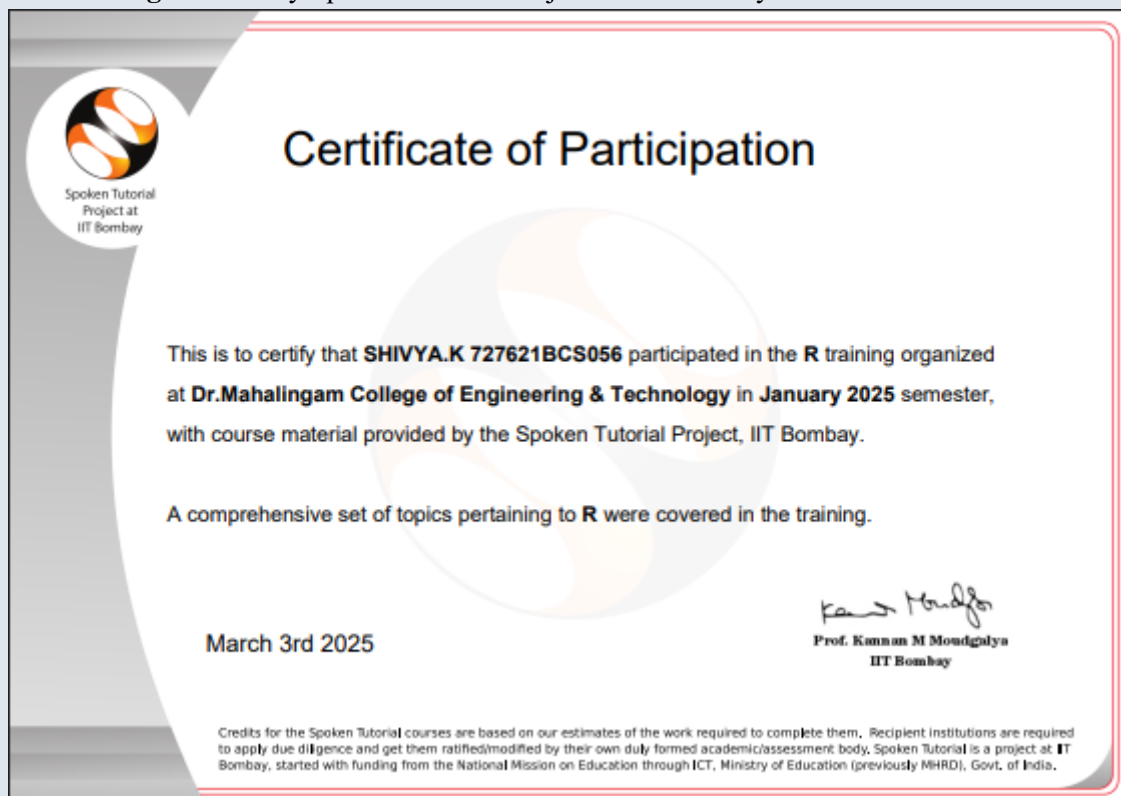 Spoken Tutorial
Project at
IIT Bombay
Certificate of Participation
This is to certify that SHIVYA.K 727621BCS056 participated in the R training organized
at Dr.Mahalingam College of Engineering & Technology in January 2025 semester,
with course material provided by the Spoken Tutorial Project, IIT Bombay.
A comprehensive set of topics pertaining to R were covered in the training.
March 3rd 2025
Prof. Kannan M Moudgalya
IIT Bombay
Credits for the Spoken Tutorial courses are based on our estimates of the work required to complete them. Recipient institutions are required
to apply due diligence and get them ratified/modified by their own duly formed academic/assessment body. Spoken Tutorial is a project at IIT
Bombay, started with funding from the National Mission on Education through ICT, Ministry of Education (previously MHRD), Govt. of India.